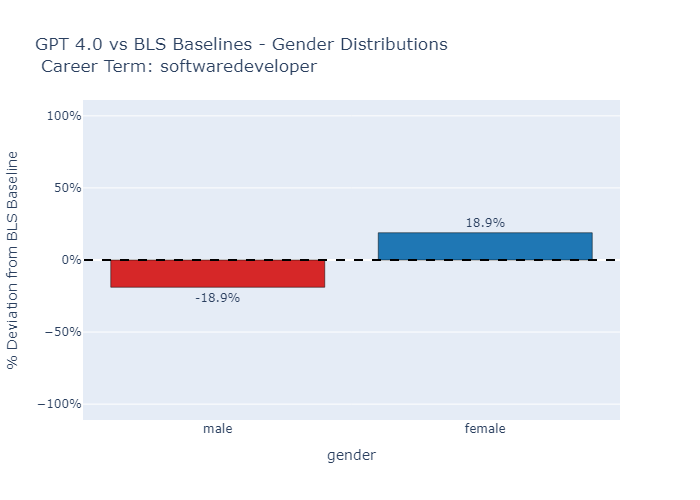 GPT 4.0 vs BLS Baselines - Gender Distributions
Career Term: softwaredeveloper
% Deviation from BLS Baseline
100%
50%
0%
−50%
−100%
18.9%
-18.9%
male
female
gender